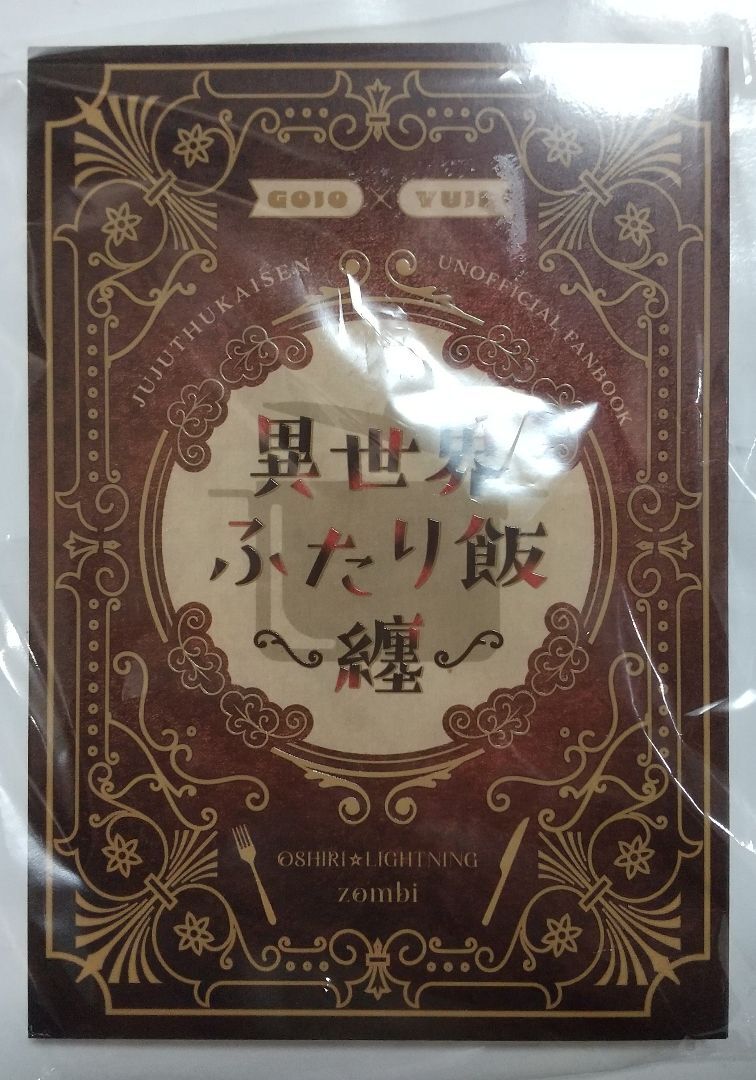 GOJO × YUJI
JUJUTHUKAISEN UNOFFICIAL FANBOOK
異世界
ふたり飯
～纏～
OSHIRI☆LIGHTNING
zombi